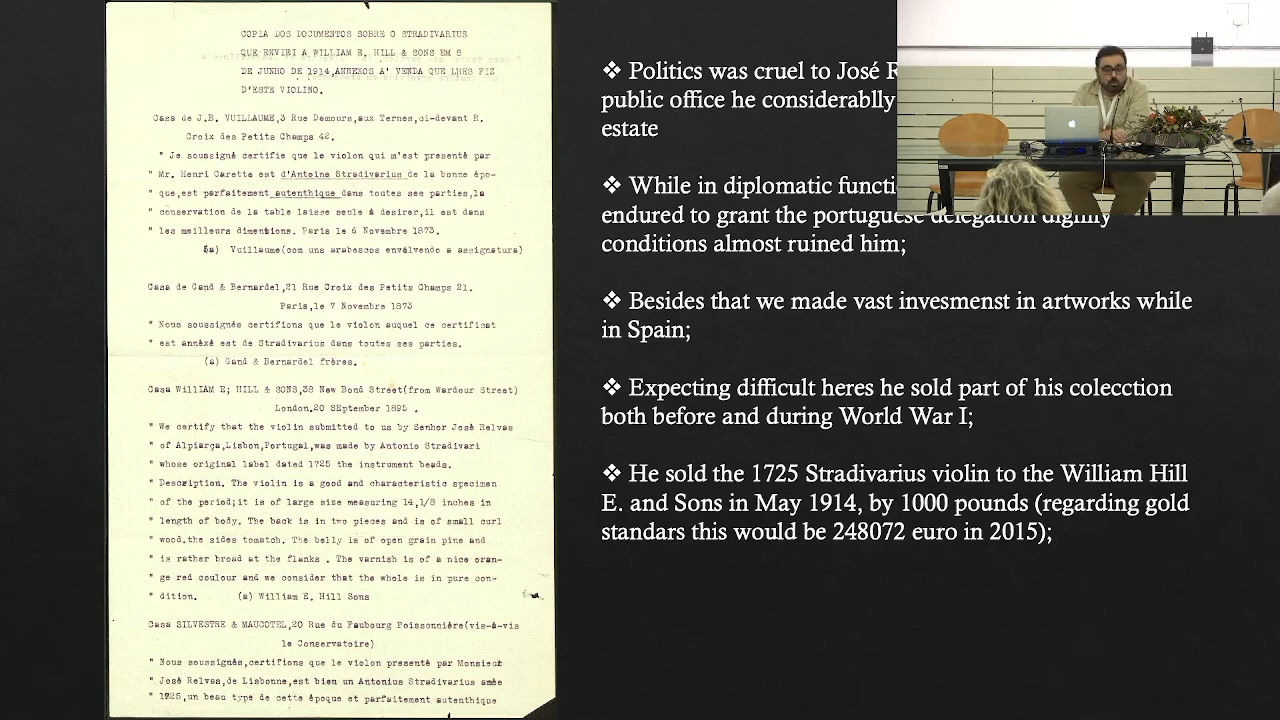 COPIA DOS DOCUMENTOS SOBRE O STRADIVARIUS
QUE ENVIEI A WILLIAM E. HILL & SONS EM 8
DE JUNHO DE 1914,ANNEXOS A' VENDA QUE LHES FIZ
D'ESTE VIOLINO.
Casa de J.B. VUILLAUME,3 Rue Demours,aux Ternes,ci-devant R.
Croix des Petits Champs 42.
" Je soussigné certifie que le violon qui m'est presenté par
" Mr. Henri Carette est d'Antoine Stradivarius de la bonne épo-
" que,est parfaitement autenthique dans toutes ses parties,la
" conservation de la table laisse seule à desirer,il est dans
" les meilleurs dimentions. Paris le 6 Novembre 1873.
(a) Vuillaume(com uns arabescos envolvendo a assignatura)
Casa de Gand & Bernardel,21 Rue Croix des Petits Champs 21.
Paris,le 7 Novembre 1873
" Nous soussignés certifions que le violon auquel ce certificat
" est annéxé est de Stradivarius dans toutes ses parties.
(a) Gand & Bernardel frères.
Casa William E; HILL & SONS,38 New Bond Street(from Wardour Street)
London.20 SEptember 1895 .
" We certify that the violin submitted to us by Senhor José Relvas
" of Alpiarça,Lisbon,Portugal,was made by Antonio Stradivari
" whose original label dated 1725 the instrument beads.
" Description. The violin is a good and characteristic specimen
" of the period;it is of large size measuring 14,1/8 inches in
" length of body. The back is in two pieces and is of small curl
" wood.the sides tomatch. The belly is of open grain pine and
" is rather broad at the flanks . The varnish is of a nice oran-
" ge red coulour and we consider that the whole is in pure con-
" dition. (a) William E. Hill Sons
Casa SILVESTRE & MAUCOTEL,20 Rue du Faubourg Poissonnière(vis-à-vis
le Conservatoire)
" Nous soussignés,certifions que le violon presenté par Monsieur
" José Relvas,de Lisbonne,est bien un Antonius Stradivarius année
" 1725,un beau type de cette époque et parfaitement autenthique
❖ Politics was cruel to José R
public office he considerablly
estate
❖ While in diplomatic functi
endured to grant the portuguese delegation dignify
conditions almost ruined him;
❖ Besides that we made vast invesmenst in artworks while
in Spain;
❖ Expecting difficult heres he sold part of his colecction
both before and during World War I;
❖ He sold the 1725 Stradivarius violin to the William Hill
E. and Sons in May 1914, by 1000 pounds (regarding gold
standars this would be 248072 euro in 2015);